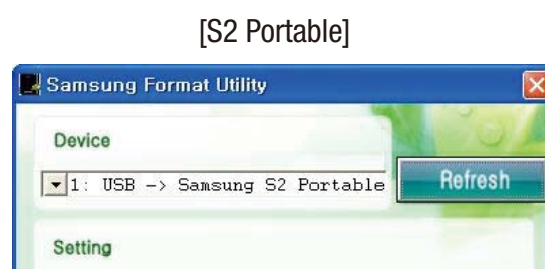 [S2 Portable]
Samsung Format Utility
Device
1: USB -> Samsung S2 Portable
Refresh
Setting